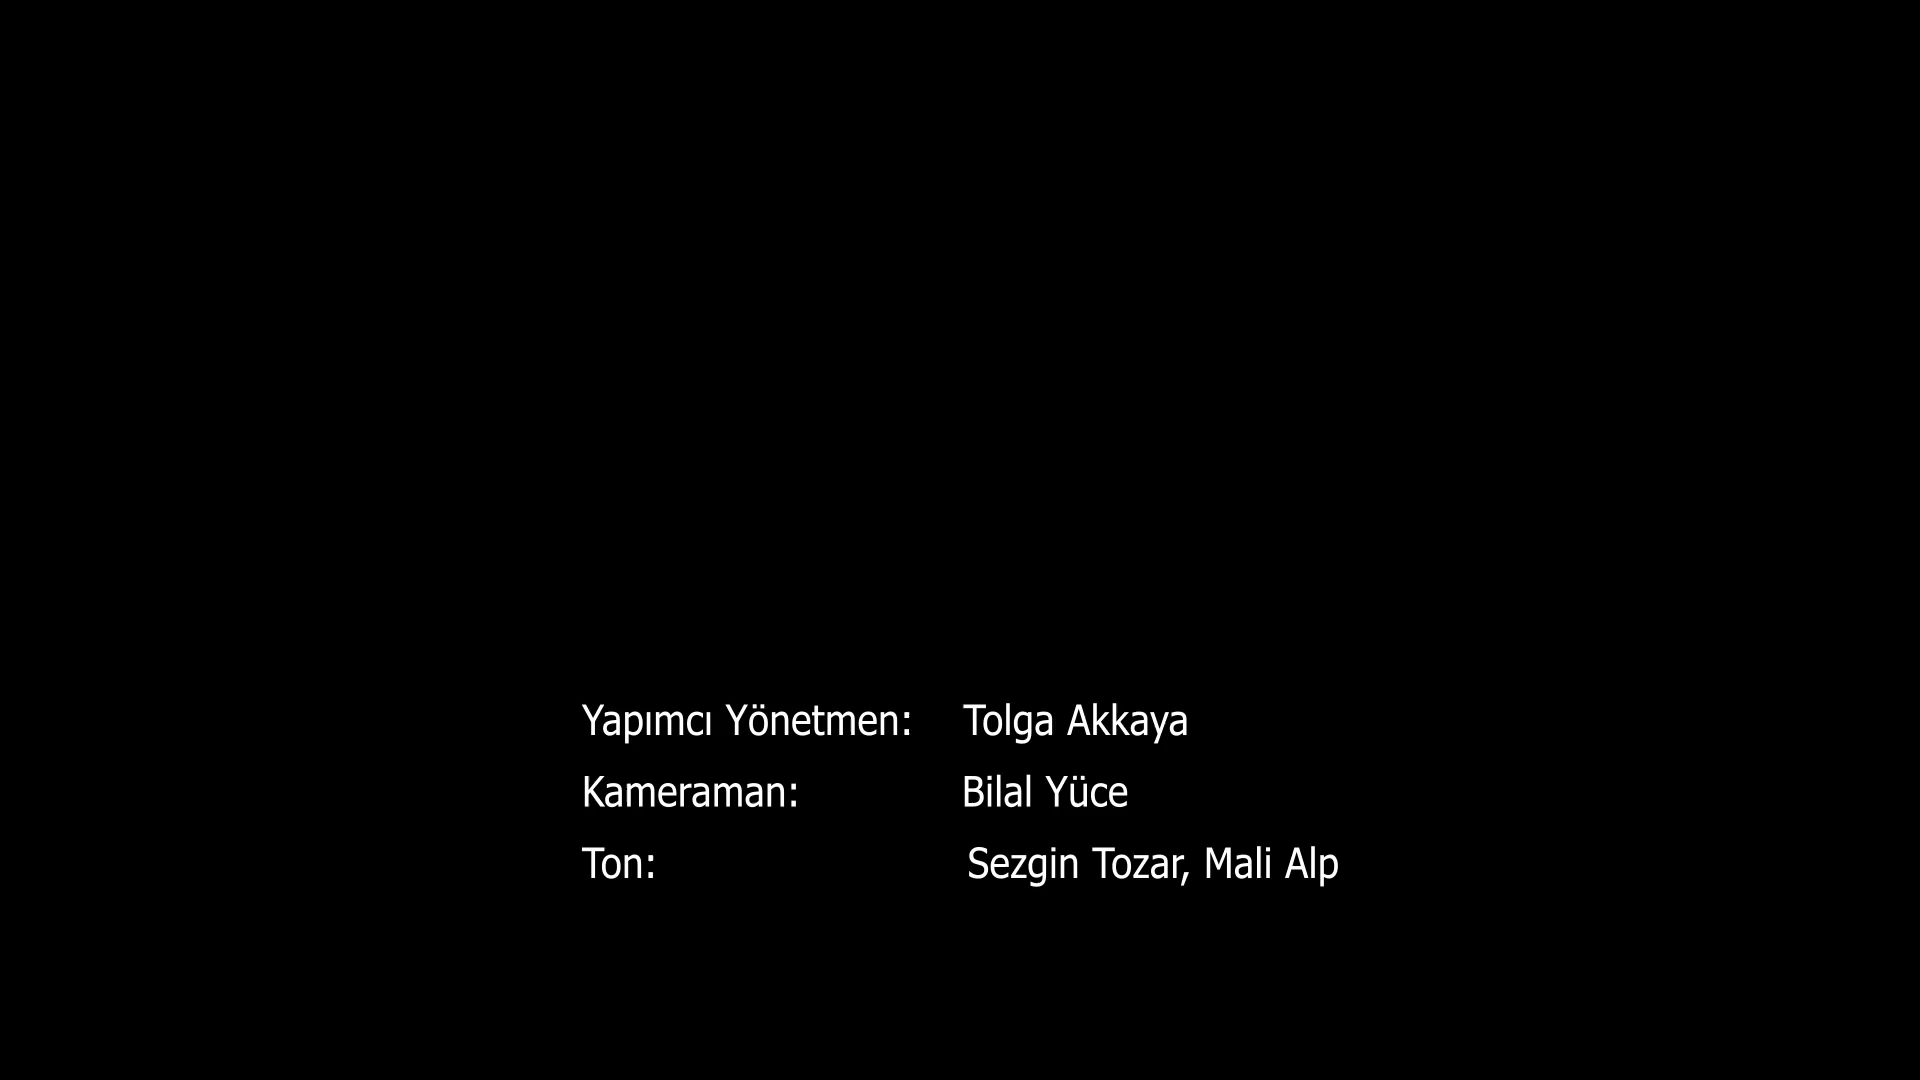 Yapımcı Yönetmen: Tolga Akkaya
Kameraman: Bilal Yüce
Ton: Sezgin Tozar, Mali Alp